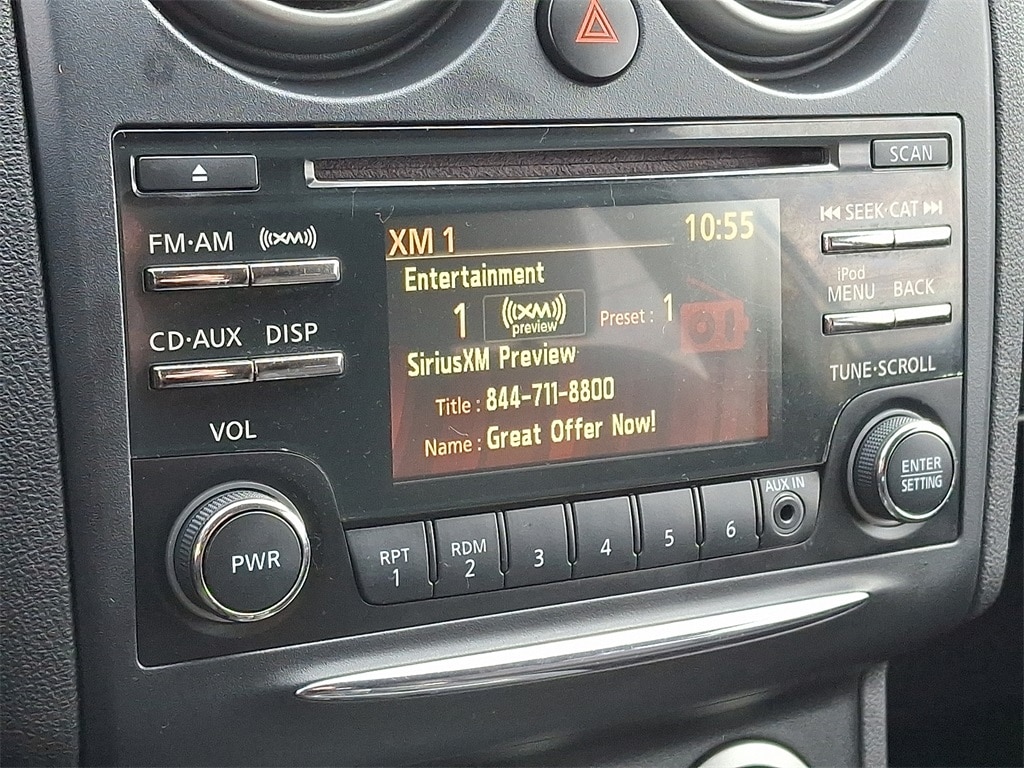 SCAN
FM·AM
((XM))
SEEK·CAT
XM 1
10:55
Entertainment
1
((XM))
preview
Preset : 1
iPod
MENU
BACK
CD·AUX
DISP
SiriusXM Preview
Title : 844-711-8800
Name : Great Offer Now!
TUNE·SCROLL
VOL
PWR
ENTER
SETTING
RPT
1
RDM
2
3
4
5
6
AUX IN